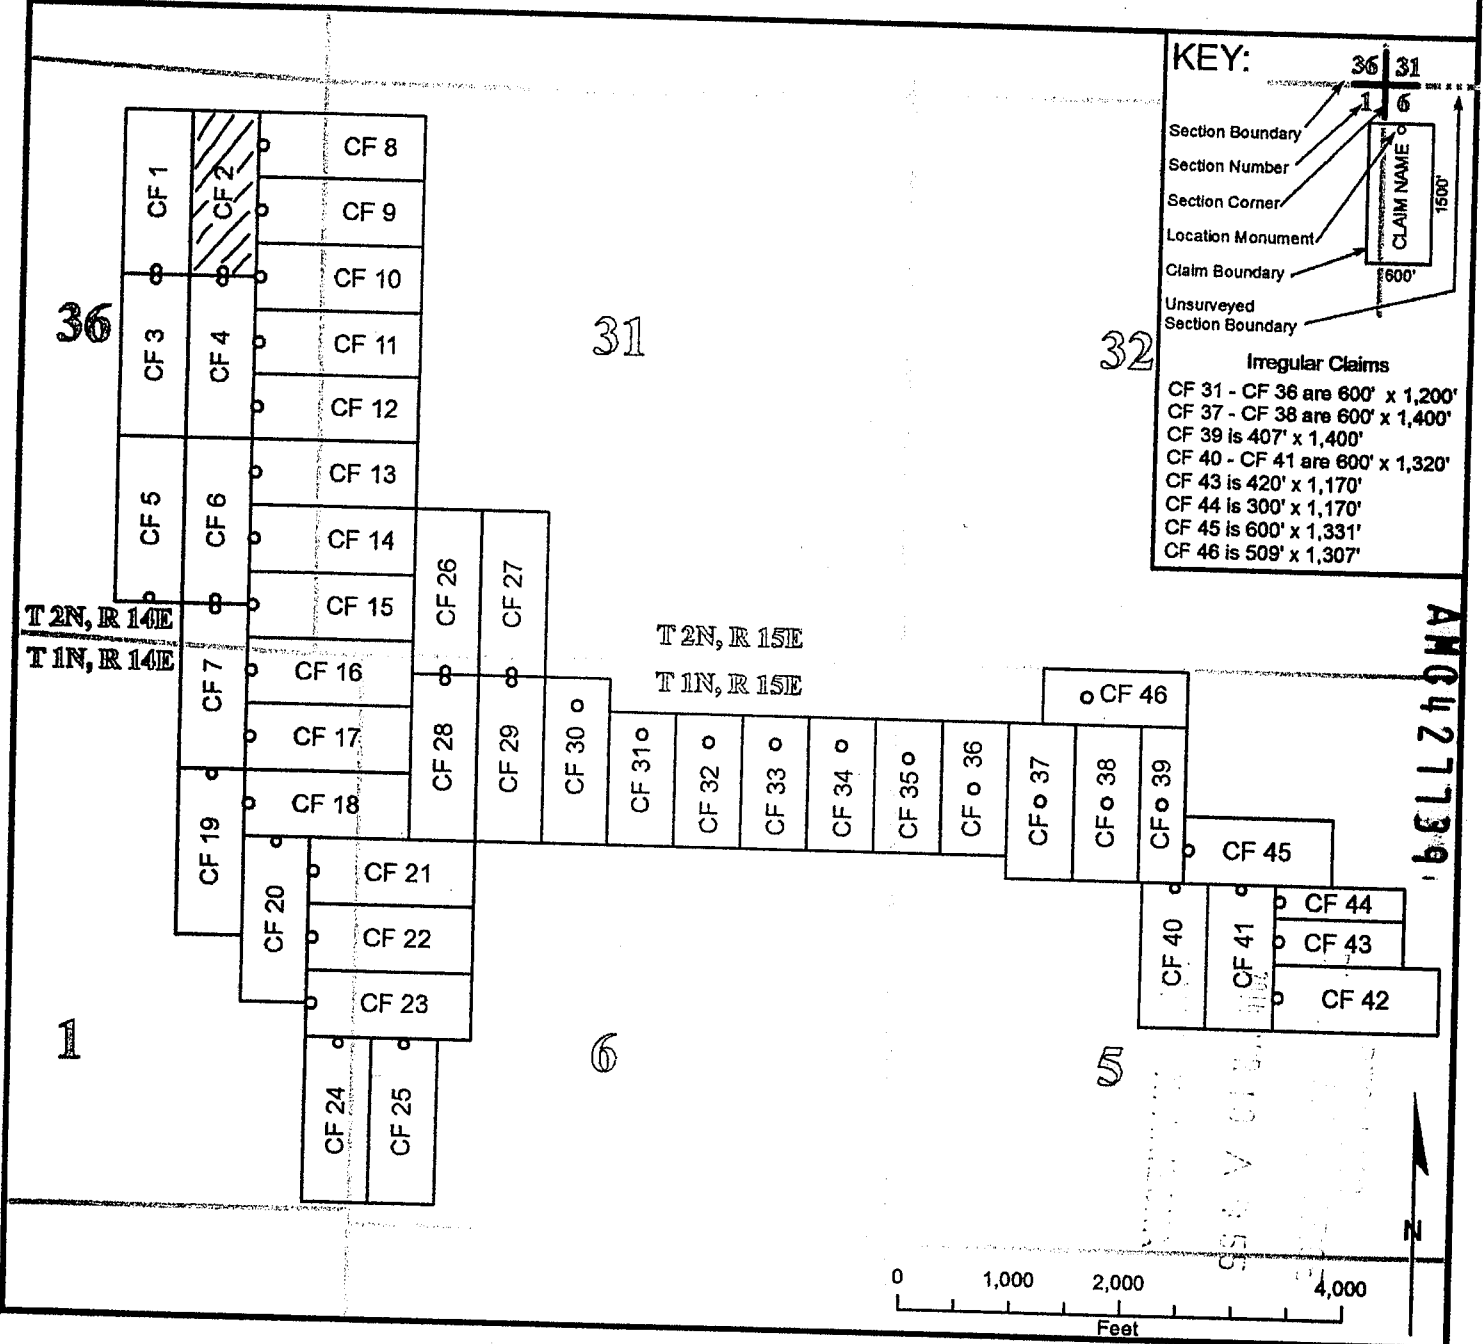 KEY:
36 31
1 6
Section Boundary
Section Number
Section Corner
Location Monument
Claim Boundary
Unsurveyed
Section Boundary
CLAIM NAME
1500'
600'
Irregular Claims
CF 31 - CF 36 are 600' x 1,200'
CF 37 - CF 38 are 600' x 1,400'
CF 39 is 407' x 1,400'
CF 40 - CF 41 are 600' x 1,320'
CF 43 is 420' x 1,170'
CF 44 is 300' x 1,170'
CF 45 is 600' x 1,331'
CF 46 is 509' x 1,307'
CF 1
CF 2
CF 8
CF 9
CF 10
36
CF 3
CF 4
CF 11
31
32
CF 12
CF 5
CF 6
CF 13
CF 14
CF 26
CF 27
CF 15
T 2N, R 14E
T 1N, R 14E
T 2N, R 15E
T 1N, R 15E
CF 7
CF 16
CF 17
CF 18
CF 28
CF 29
CF 30
CF 31
CF 32
CF 33
CF 34
CF 35
CF 36
CF 37
CF 38
CF 39
CF 46
CF 45
CF 19
CF 20
CF 21
CF 22
CF 23
CF 40
CF 41
CF 44
CF 43
CF 42
1
6
5
CF 24
CF 25
AMC427739
N
0 1,000 2,000 4,000
Feet